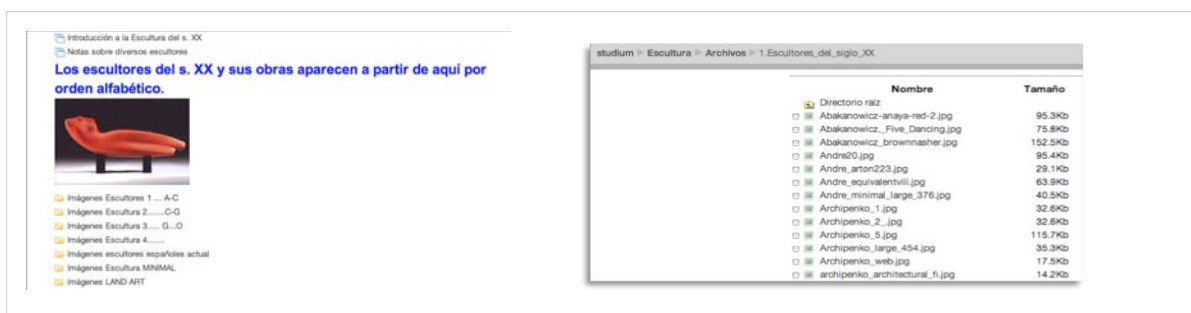 Introducción a la Escultura del s. XX
Notas sobre diversos escultores
Los escultores del s. XX y sus obras aparecen a partir de aquí por
orden alfabético.
Imágenes Escultores 1 ... A-C
Imágenes Escultura 2.......C-G
Imágenes Escultura 3..... G...O
Imágenes Escultura 4.......
Imágenes escultores españoles actual
Imágenes Escultura MINIMAL
Imágenes LAND ART
studium ▷ Escultura ▷ Archivos ▷ 1.Escultores_del_siglo_XX
Nombre Tamaño
Directorio raíz
Abakanowicz-anaya-red-2.jpg 95.3Kb
Abakanowicz._Five_Dancing.jpg 75.8Kb
Abakanowicz_brownnasher.jpg 152.5Kb
Andre20.jpg 95.4Kb
Andre_arton223.jpg 29.1Kb
Andre_equivalentviii.jpg 63.9Kb
Andre_minimal_large_376.jpg 40.5Kb
Archipenko_1.jpg 32.6Kb
Archipenko_2_.jpg 32.6Kb
Archipenko_5.jpg 115.7Kb
Archipenko_large_454.jpg 35.3Kb
Archipenko_web.jpg 17.5Kb
archipenko_architectural_fi.jpg 14.2Kb